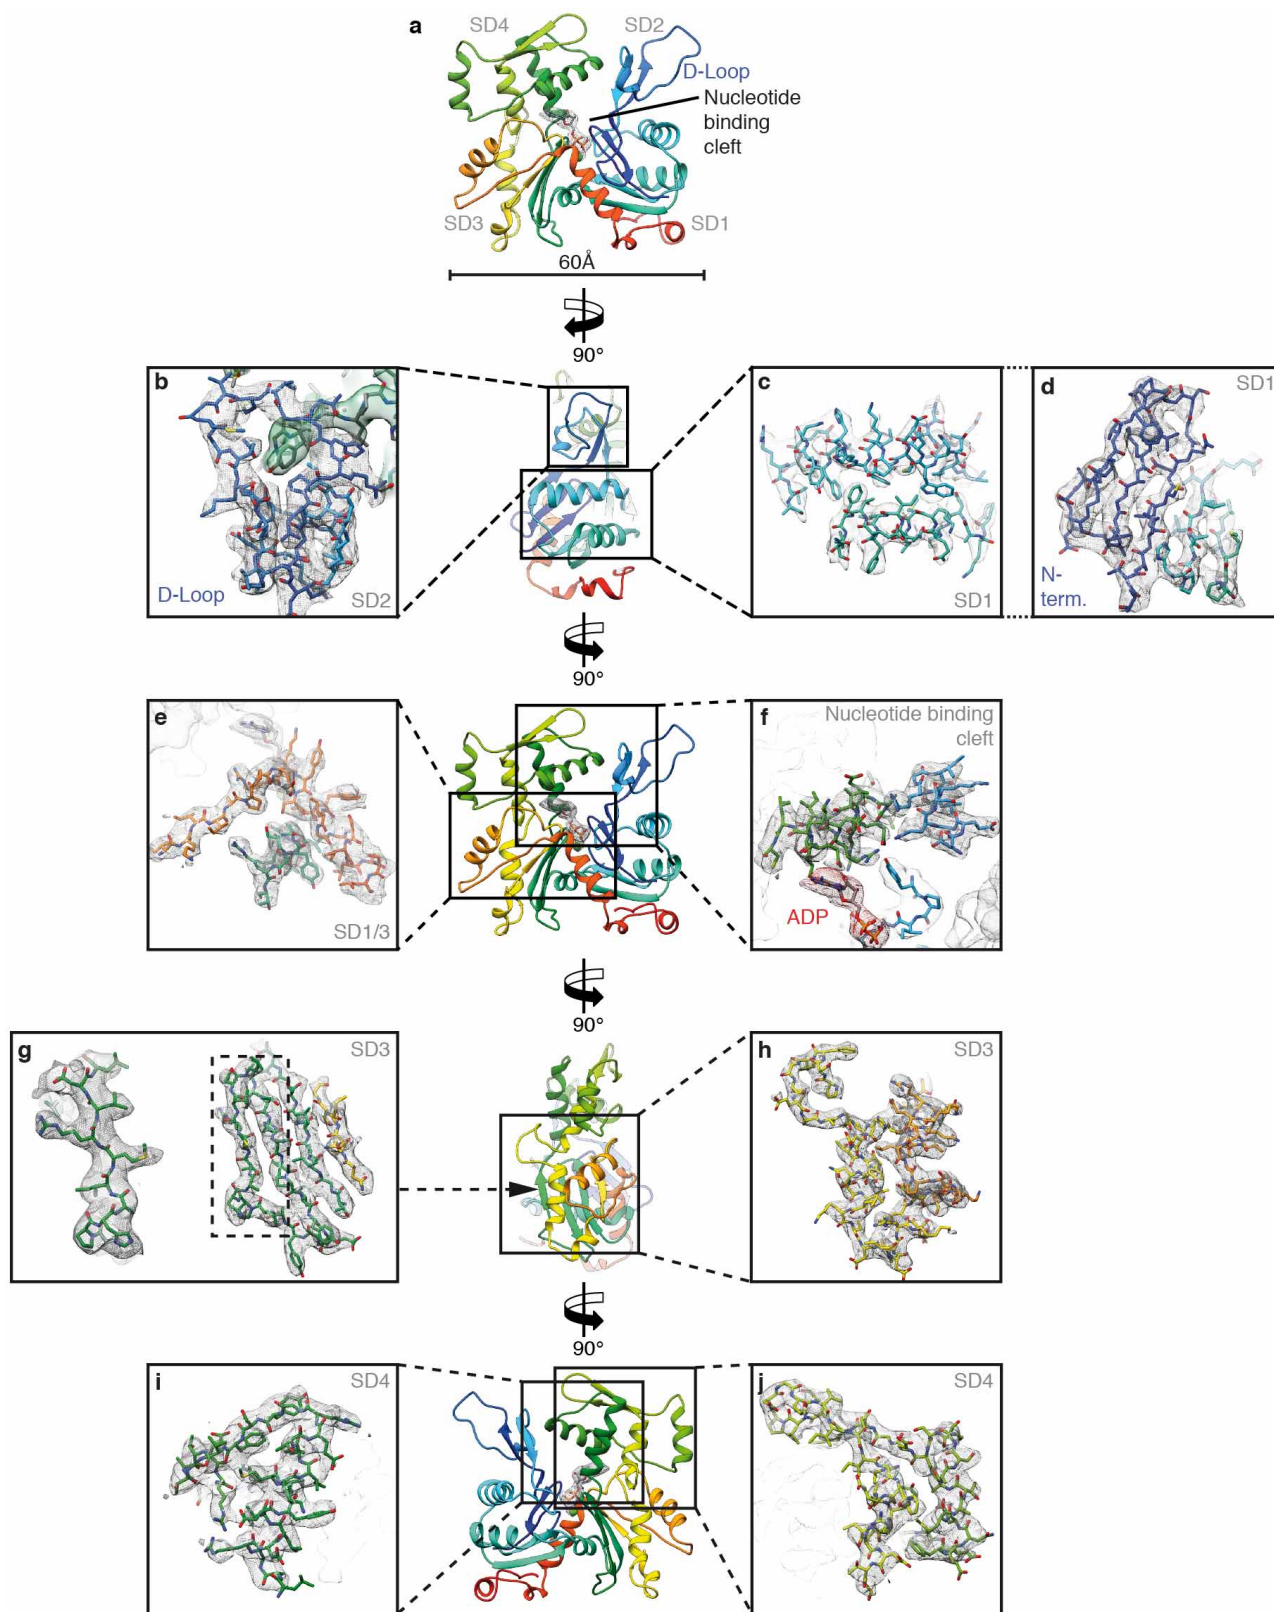 a
SD4
SD2
D-Loop
Nucleotide
binding
cleft
SD3
SD1
60Å
90°
b
D-Loop
SD2
c
SD1
d
SD1
N-
term.
90°
e
SD1/3
f
Nucleotide binding
cleft
ADP
90°
g
SD3
h
SD3
90°
i
SD4
j
SD4